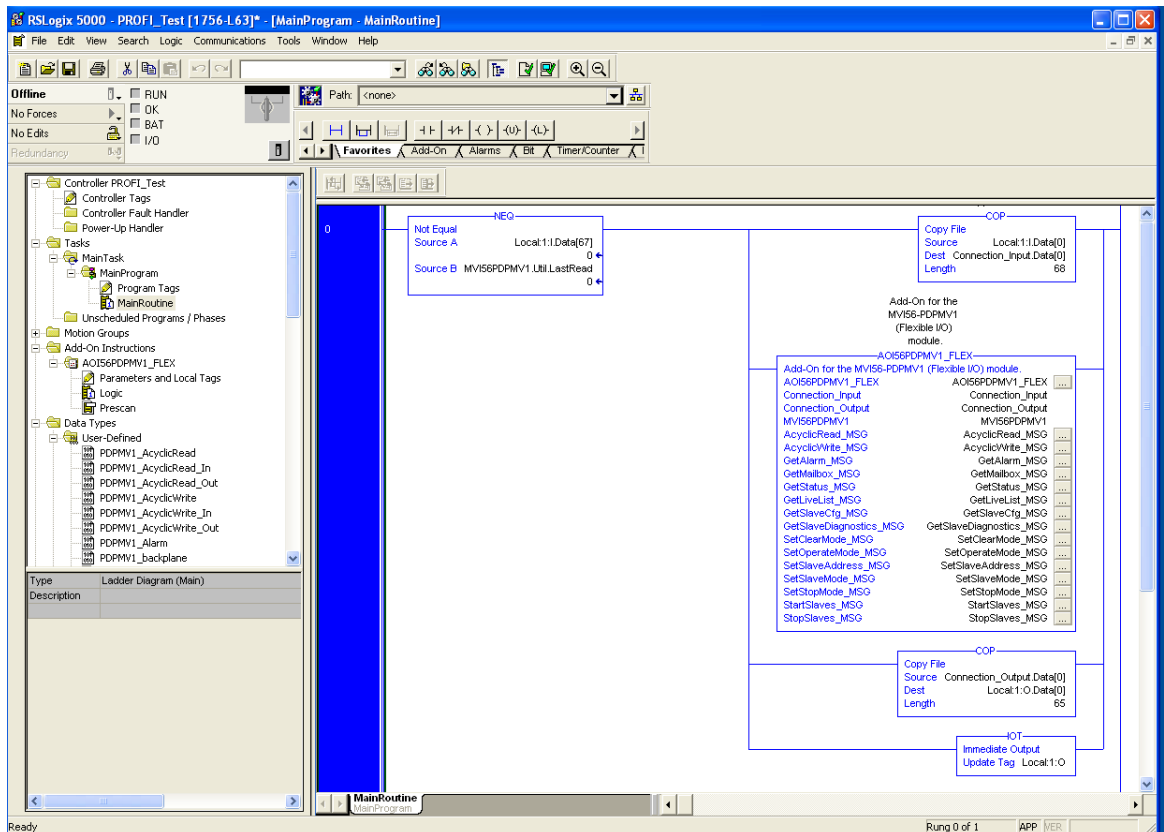 RSLogix 5000 - PROFI_Test [1756-L63]* - [MainProgram - MainRoutine]
File Edit View Search Logic Communications Tools Window Help
Offline
RUN
No Forces
OK
No Edits
BAT
Redundancy
I/O
Path: <none>
Favorites Add-On Alarms Bit Timer/Counter
Controller PROFI_Test
Controller Tags
Controller Fault Handler
Power-Up Handler
Tasks
MainTask
MainProgram
Program Tags
MainRoutine
Unscheduled Programs / Phases
Motion Groups
Add-On Instructions
AOI56PDPMV1_FLEX
Parameters and Local Tags
Logic
Prescan
Data Types
User-Defined
PDPMV1_AcyclicRead
PDPMV1_AcyclicRead_In
PDPMV1_AcyclicRead_Out
PDPMV1_AcyclicWrite
PDPMV1_AcyclicWrite_In
PDPMV1_AcyclicWrite_Out
PDPMV1_Alarm
PDPMV1_backplane
Type Ladder Diagram (Main)
Description
0
NEQ
Not Equal
Source A Local:1:I.Data[67]
0
Source B MVI56PDPMV1.Util.LastRead
0
COP
Copy File
Source Local:1:I.Data[0]
Dest Connection_Input.Data[0]
Length 68
Add-On for the
MVI56-PDPMV1
(Flexible I/O)
module.
AOI56PDPMV1_FLEX
Add-On for the MVI56-PDPMV1 (Flexible I/O) module.
AOI56PDPMV1_FLEX AOI56PDPMV1_FLEX ...
Connection_Input Connection_Input
Connection_Output Connection_Output
MVI56PDPMV1 MVI56PDPMV1
AcyclicRead_MSG AcyclicRead_MSG ...
AcyclicWrite_MSG AcyclicWrite_MSG ...
GetAlarm_MSG GetAlarm_MSG ...
GetMailbox_MSG GetMailbox_MSG ...
GetStatus_MSG GetStatus_MSG ...
GetLiveList_MSG GetLiveList_MSG ...
GetSlaveCfg_MSG GetSlaveCfg_MSG ...
GetSlaveDiagnostics_MSG GetSlaveDiagnostics_MSG ...
SetClearMode_MSG SetClearMode_MSG ...
SetOperateMode_MSG SetOperateMode_MSG ...
SetSlaveAddress_MSG SetSlaveAddress_MSG ...
SetSlaveMode_MSG SetSlaveMode_MSG ...
SetStopMode_MSG SetStopMode_MSG ...
StartSlaves_MSG StartSlaves_MSG ...
StopSlaves_MSG StopSlaves_MSG ...
COP
Copy File
Source Connection_Output.Data[0]
Dest Local:1:O.Data[0]
Length 65
IOT
Immediate Output
Update Tag Local:1:O
MainRoutine
MainProgram
Ready
Rung 0 of 1 APP VER